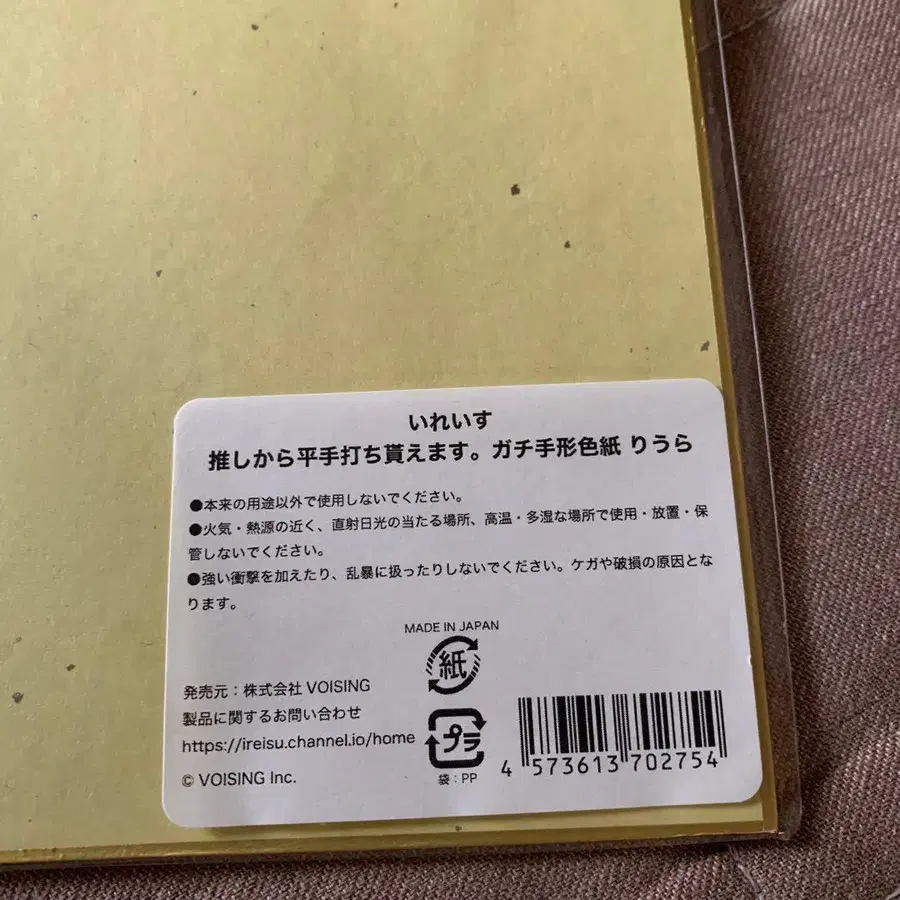 いれいす
推しから平手打ち貰えます。ガチ手形色紙 りうら
●本来の用途以外で使用しないでください。
●火気・熱源の近く、直射日光の当たる場所、高温・多湿な場所で使用・放置・保
管しないでください。
●強い衝撃を加えたり、乱暴に扱ったりしないでください。ケガや破損の原因とな
ります。
MADE IN JAPAN
紙
発売元：株式会社 VOISING
製品に関するお問い合わせ
https://ireisu.channel.io/home
© VOISING Inc.
プラ
袋：PP
4 573613 702754